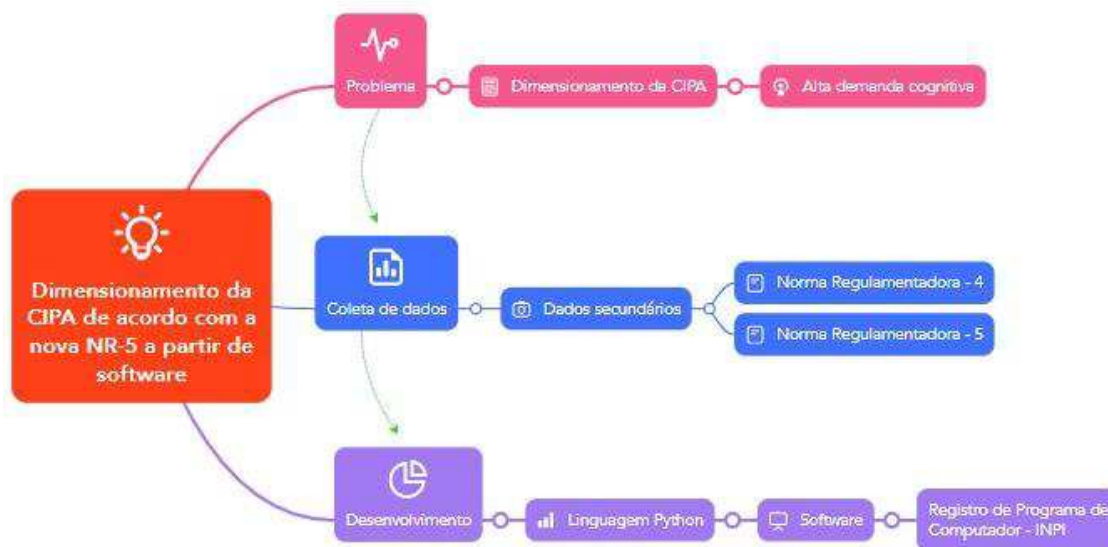 Problema
Dimensionamento da CIPA
Alta demanda cognitiva
Dimensionamento da
CIPA de acordo com a
nova NR-5 a partir de
software
Coleta de dados
Dados secundários
Norma Regulamentadora - 4
Norma Regulamentadora - 5
Desenvolvimento
Linguagem Python
Software
Registro de Programa de
Computador - INPI